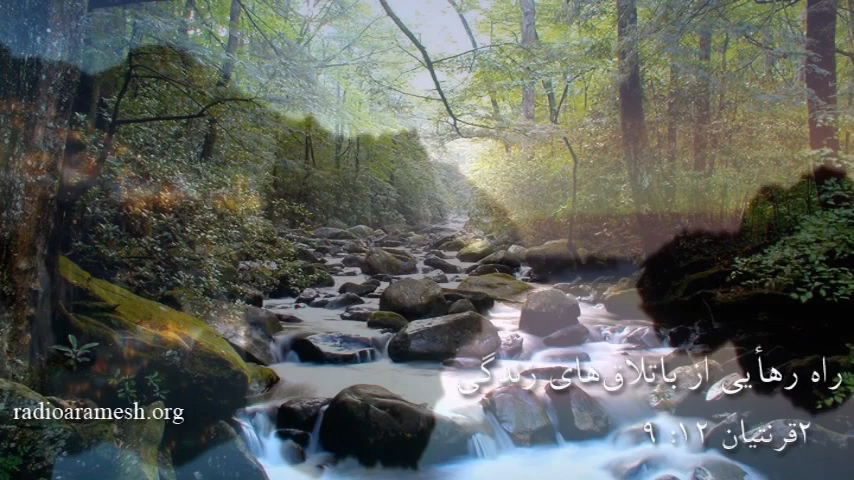 راه رهأیی از باتلاق‌های زندگی
radioaramesh.org
۲قرنتیان ۱۲: ۹